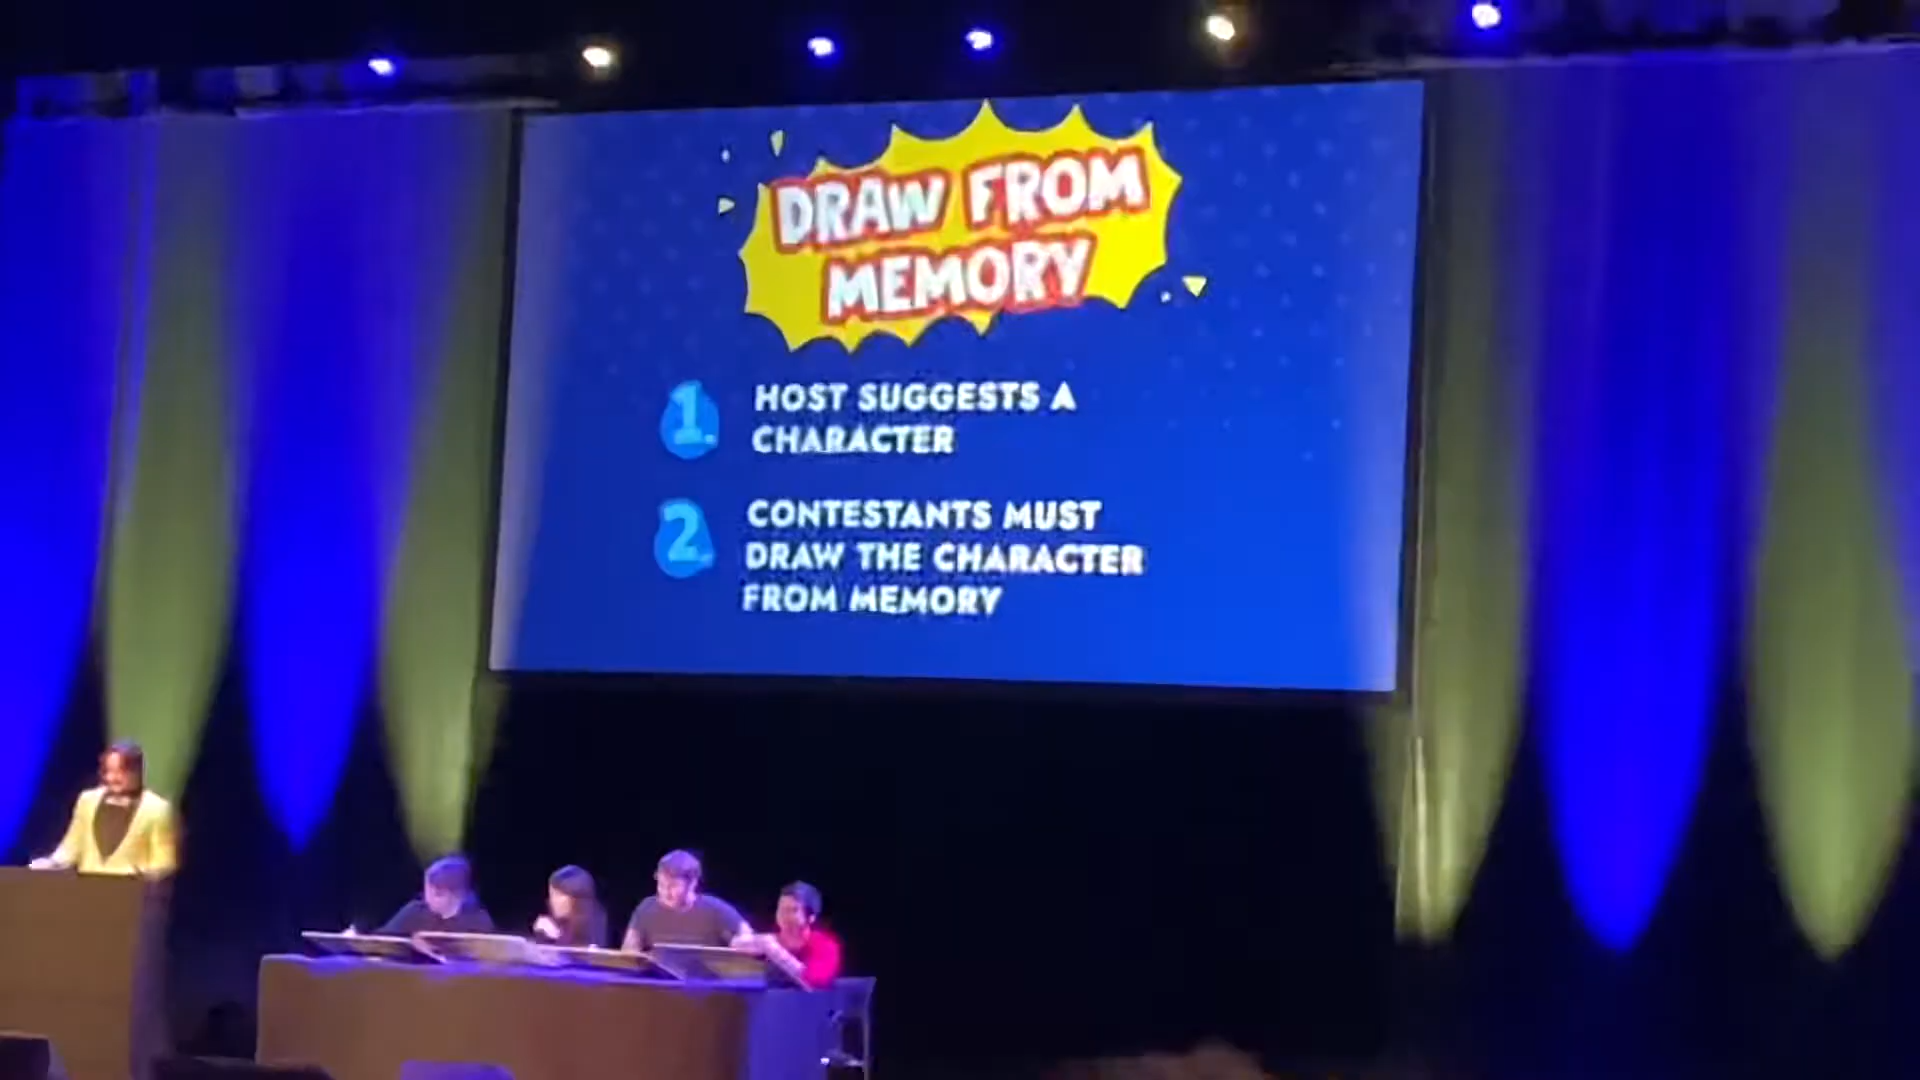 DRAW FROM
MEMORY
1. HOST SUGGESTS A
CHARACTER
2. CONTESTANTS MUST
DRAW THE CHARACTER
FROM MEMORY